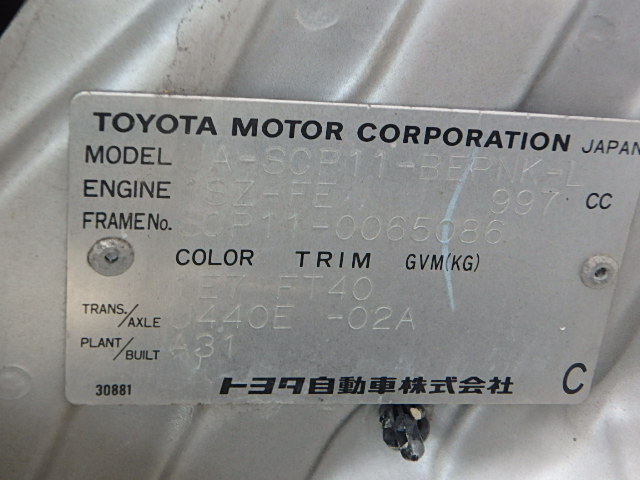 TOYOTA MOTOR CORPORATION JAPAN
MODEL A-SCP11-BEPNK-L
ENGINE 1SZ-FE 997 CC
FRAME No. SCP11-0065086
COLOR TRIM GVM(KG)
1E7 FT40
TRANS./AXLE U440E -02A
PLANT/BUILT A31
30881 トヨタ自動車株式会社 C